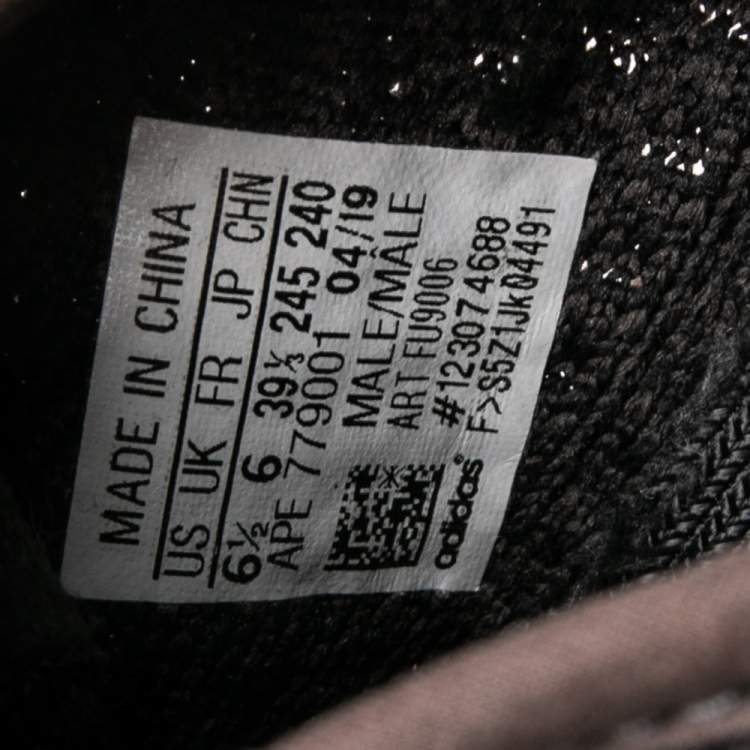 MADE IN CHINA
US UK FR JP CHN
6½ 6 39⅓ 245 240
APE 779001 04/19
MALE/MÂLE
ART FU9006
#123074688
F>S5Z1Jk04491
adidas®